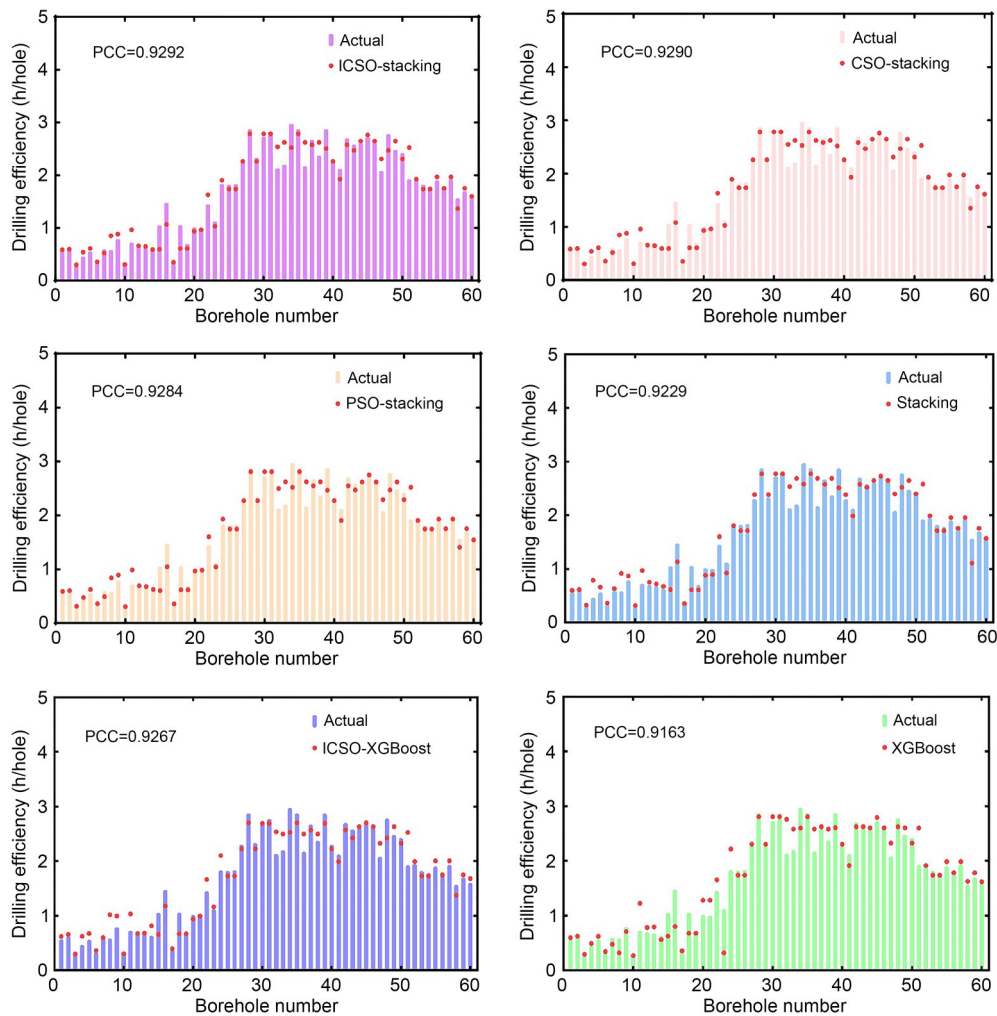 PCC=0.9292
Actual
ICSO-stacking
Drilling efficiency (h/hole)
5
4
3
2
1
0
0 10 20 30 40 50 60
Borehole number
PCC=0.9290
Actual
CSO-stacking
Drilling efficiency (h/hole)
5
4
3
2
1
0
0 10 20 30 40 50 60
Borehole number
PCC=0.9284
Actual
PSO-stacking
Drilling efficiency (h/hole)
5
4
3
2
1
0
0 10 20 30 40 50 60
Borehole number
PCC=0.9229
Actual
Stacking
Drilling efficiency (h/hole)
5
4
3
2
1
0
0 10 20 30 40 50 60
Borehole number
PCC=0.9267
Actual
ICSO-XGBoost
Drilling efficiency (h/hole)
5
4
3
2
1
0
0 10 20 30 40 50 60
Borehole number
PCC=0.9163
Actual
XGBoost
Drilling efficiency (h/hole)
5
4
3
2
1
0
0 10 20 30 40 50 60
Borehole number